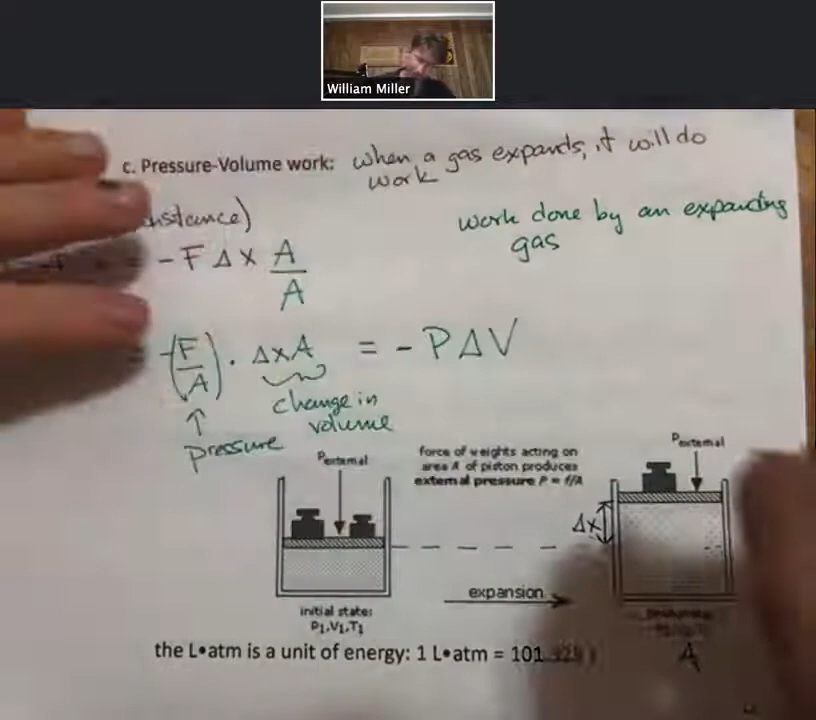 William Miller
c. Pressure-Volume work: when a gas expands, it will do
work
distance)
work done by an expanding
gas
= -F Δx A
A
= -(F/A) · ΔxA = - PΔV
change in
volume
pressure
Pexternal
force of weights acting on
area A of piston produces
external pressure P = f/A
Pexternal
Δx
expansion
initial state:
P1,V1,T1
A
the L•atm is a unit of energy: 1 L•atm = 101